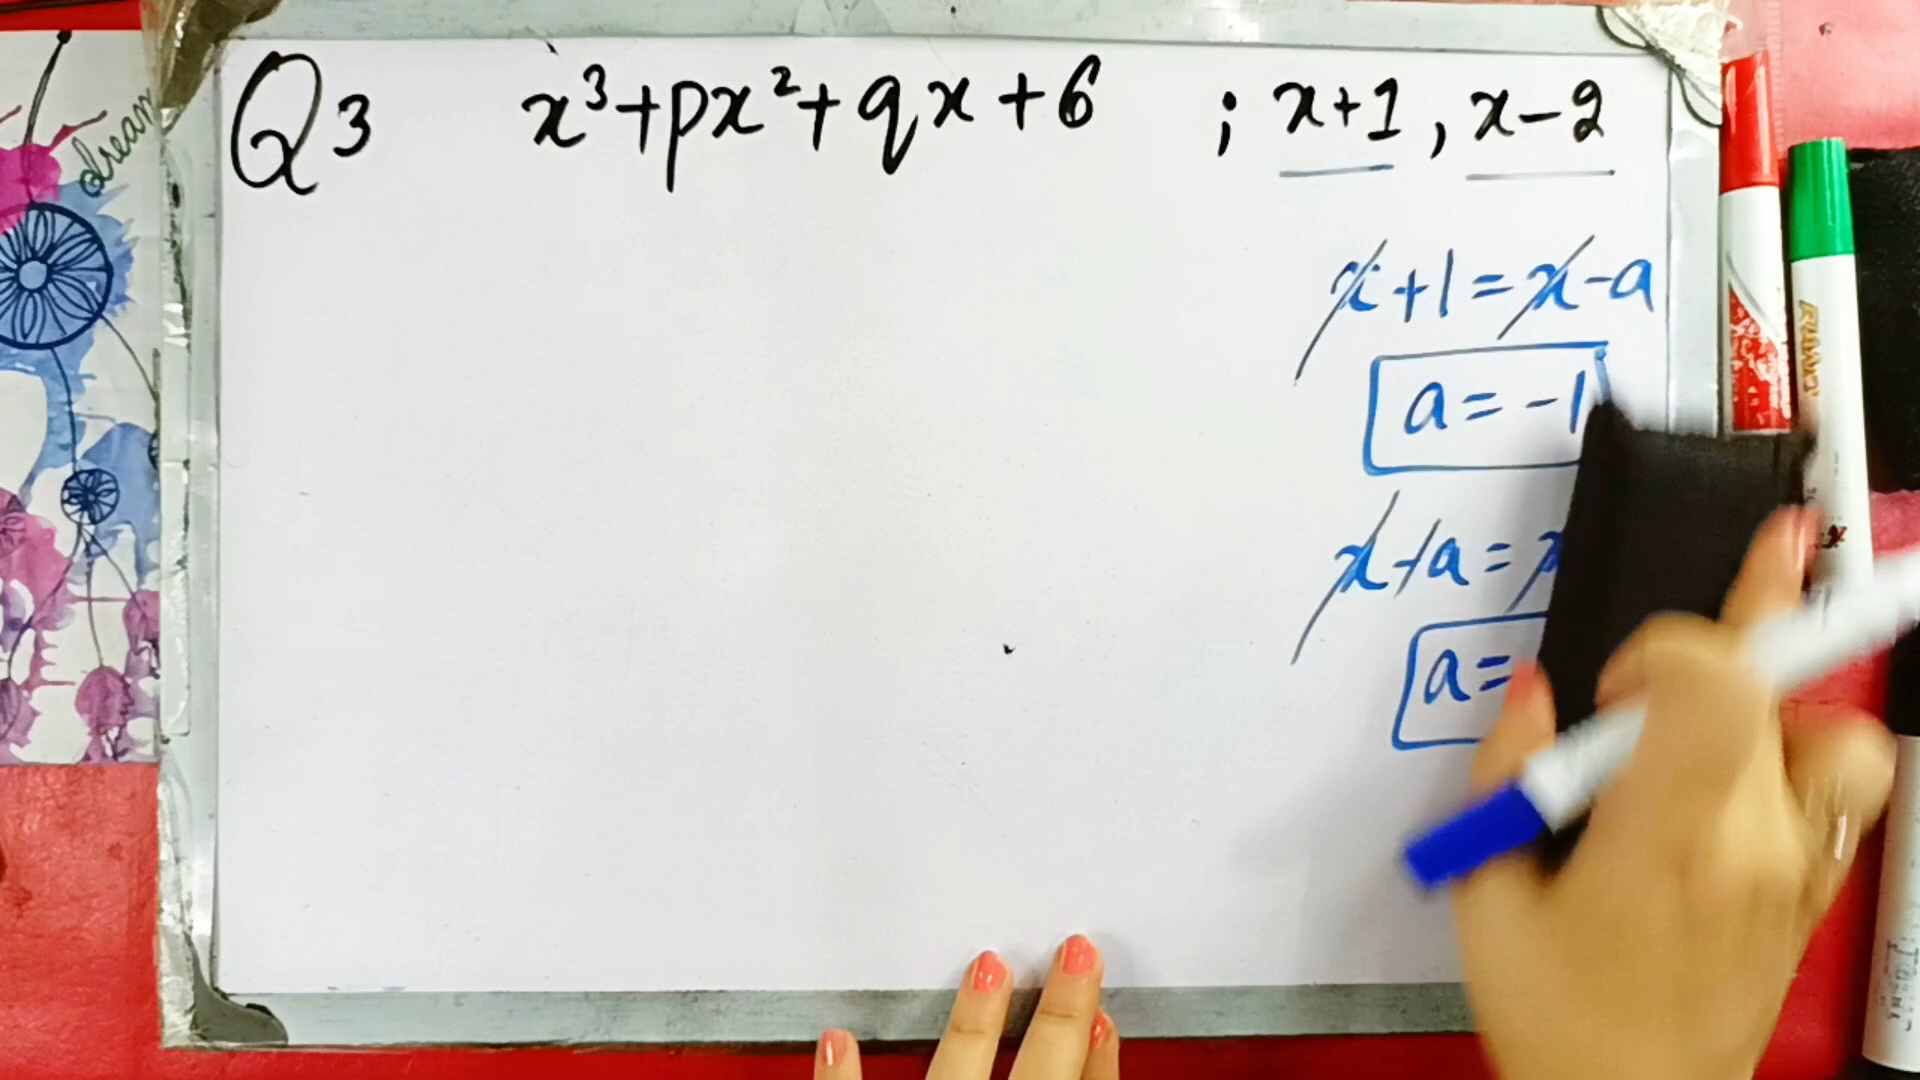 Q3 x³+px²+qx+6 ; x+1, x-2
x+1=x-a
a=-1
x-a=x
a=
dream